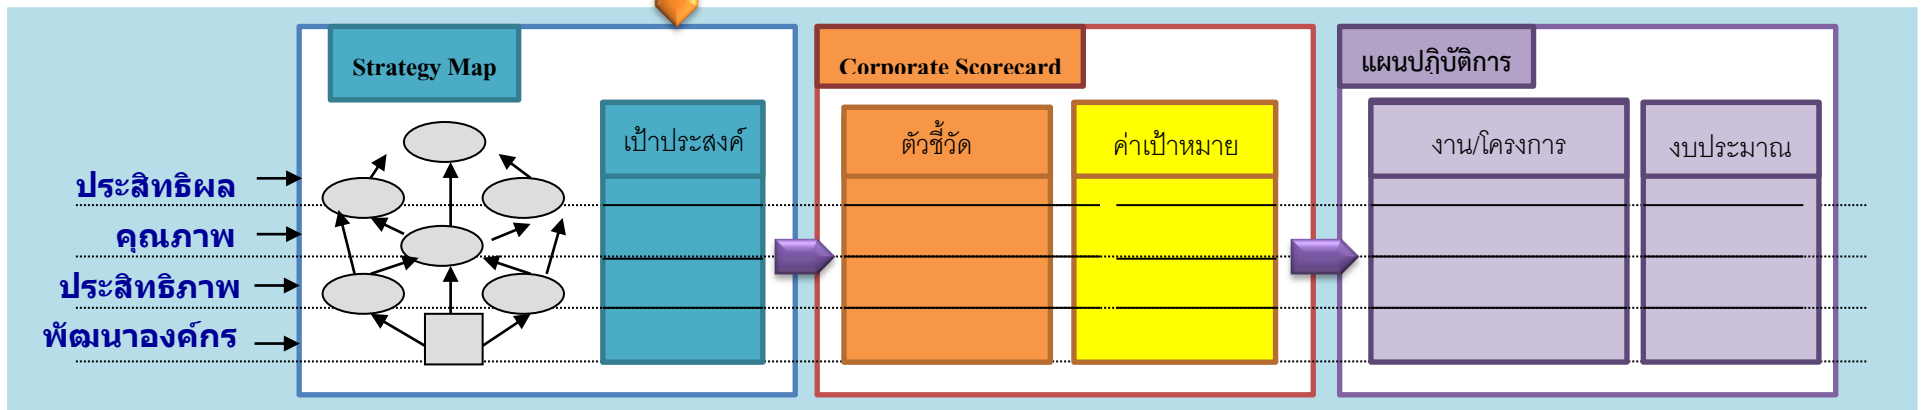 Strategy Map
Corporate Scorecard
แผนปฏิบัติการ
เป้าประสงค์
ตัวชี้วัด
ค่าเป้าหมาย
งาน/โครงการ
งบประมาณ
ประสิทธิผล
คุณภาพ
ประสิทธิภาพ
พัฒนาองค์กร